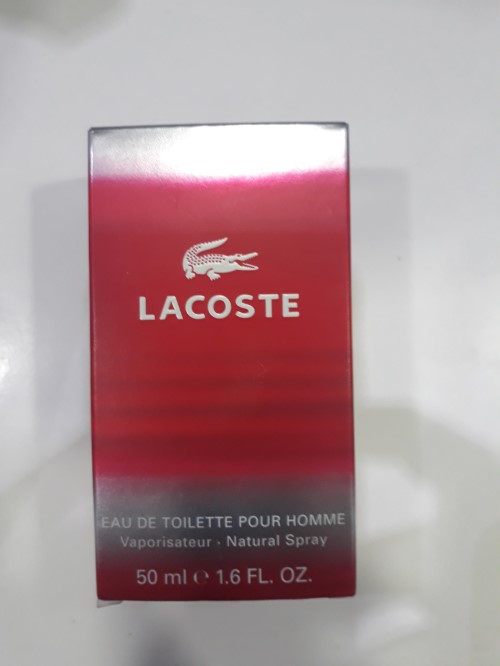 LACOSTE
EAU DE TOILETTE POUR HOMME
Vaporisateur · Natural Spray
50 ml ℮ 1.6 FL. OZ.